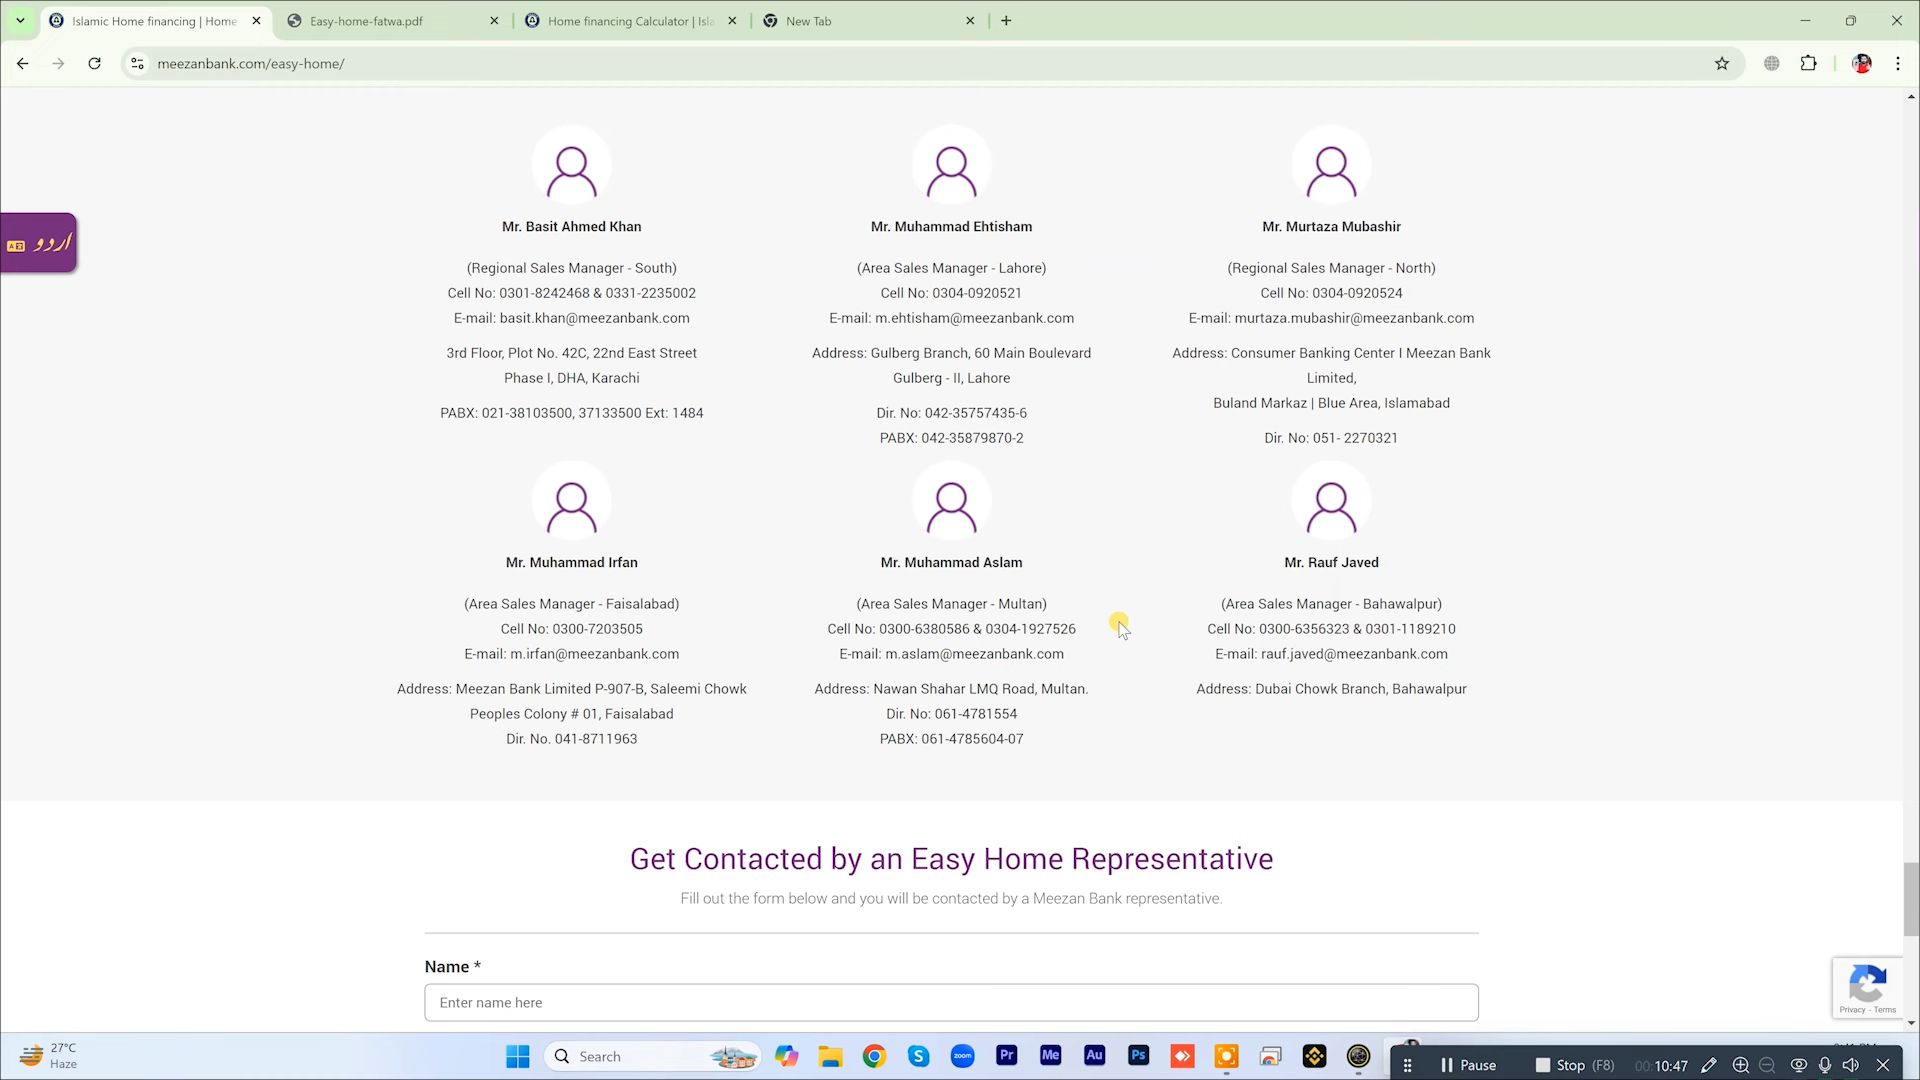 Islamic Home financing | Home
Easy-home-fatwa.pdf
Home financing Calculator | Isla
New Tab
meezanbank.com/easy-home/
اردو
Mr. Basit Ahmed Khan
(Regional Sales Manager - South)
Cell No: 0301-8242468 & 0331-2235002
E-mail: basit.khan@meezanbank.com
3rd Floor, Plot No. 42C, 22nd East Street
Phase I, DHA, Karachi
PABX: 021-38103500, 37133500 Ext: 1484
Mr. Muhammad Ehtisham
(Area Sales Manager - Lahore)
Cell No: 0304-0920521
E-mail: m.ehtisham@meezanbank.com
Address: Gulberg Branch, 60 Main Boulevard
Gulberg - II, Lahore
Dir. No: 042-35757435-6
PABX: 042-35879870-2
Mr. Murtaza Mubashir
(Regional Sales Manager - North)
Cell No: 0304-0920524
E-mail: murtaza.mubashir@meezanbank.com
Address: Consumer Banking Center I Meezan Bank
Limited,
Buland Markaz | Blue Area, Islamabad
Dir. No: 051- 2270321
Mr. Muhammad Irfan
(Area Sales Manager - Faisalabad)
Cell No: 0300-7203505
E-mail: m.irfan@meezanbank.com
Address: Meezan Bank Limited P-907-B, Saleemi Chowk
Peoples Colony # 01, Faisalabad
Dir. No. 041-8711963
Mr. Muhammad Aslam
(Area Sales Manager - Multan)
Cell No: 0300-6380586 & 0304-1927526
E-mail: m.aslam@meezanbank.com
Address: Nawan Shahar LMQ Road, Multan.
Dir. No: 061-4781554
PABX: 061-4785604-07
Mr. Rauf Javed
(Area Sales Manager - Bahawalpur)
Cell No: 0300-6356323 & 0301-1189210
E-mail: rauf.javed@meezanbank.com
Address: Dubai Chowk Branch, Bahawalpur
Get Contacted by an Easy Home Representative
Fill out the form below and you will be contacted by a Meezan Bank representative.
Name *
Enter name here
Privacy - Terms
27°C
Haze
Search
zoom
Pr
Me
Au
Ps
Pause
Stop (F8)
00:10:47